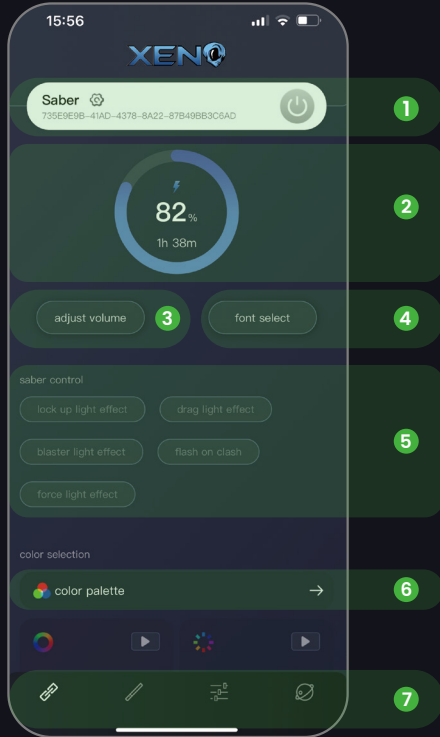 15:56
XENO
Saber
735E9E9B-41AD-4378-8A22-87B49BB3C6AD
1
82%
1h 38m
2
adjust volume
3
font select
4
saber control
lock up light effect
drag light effect
blaster light effect
flash on clash
force light effect
5
color selection
color palette
6
7